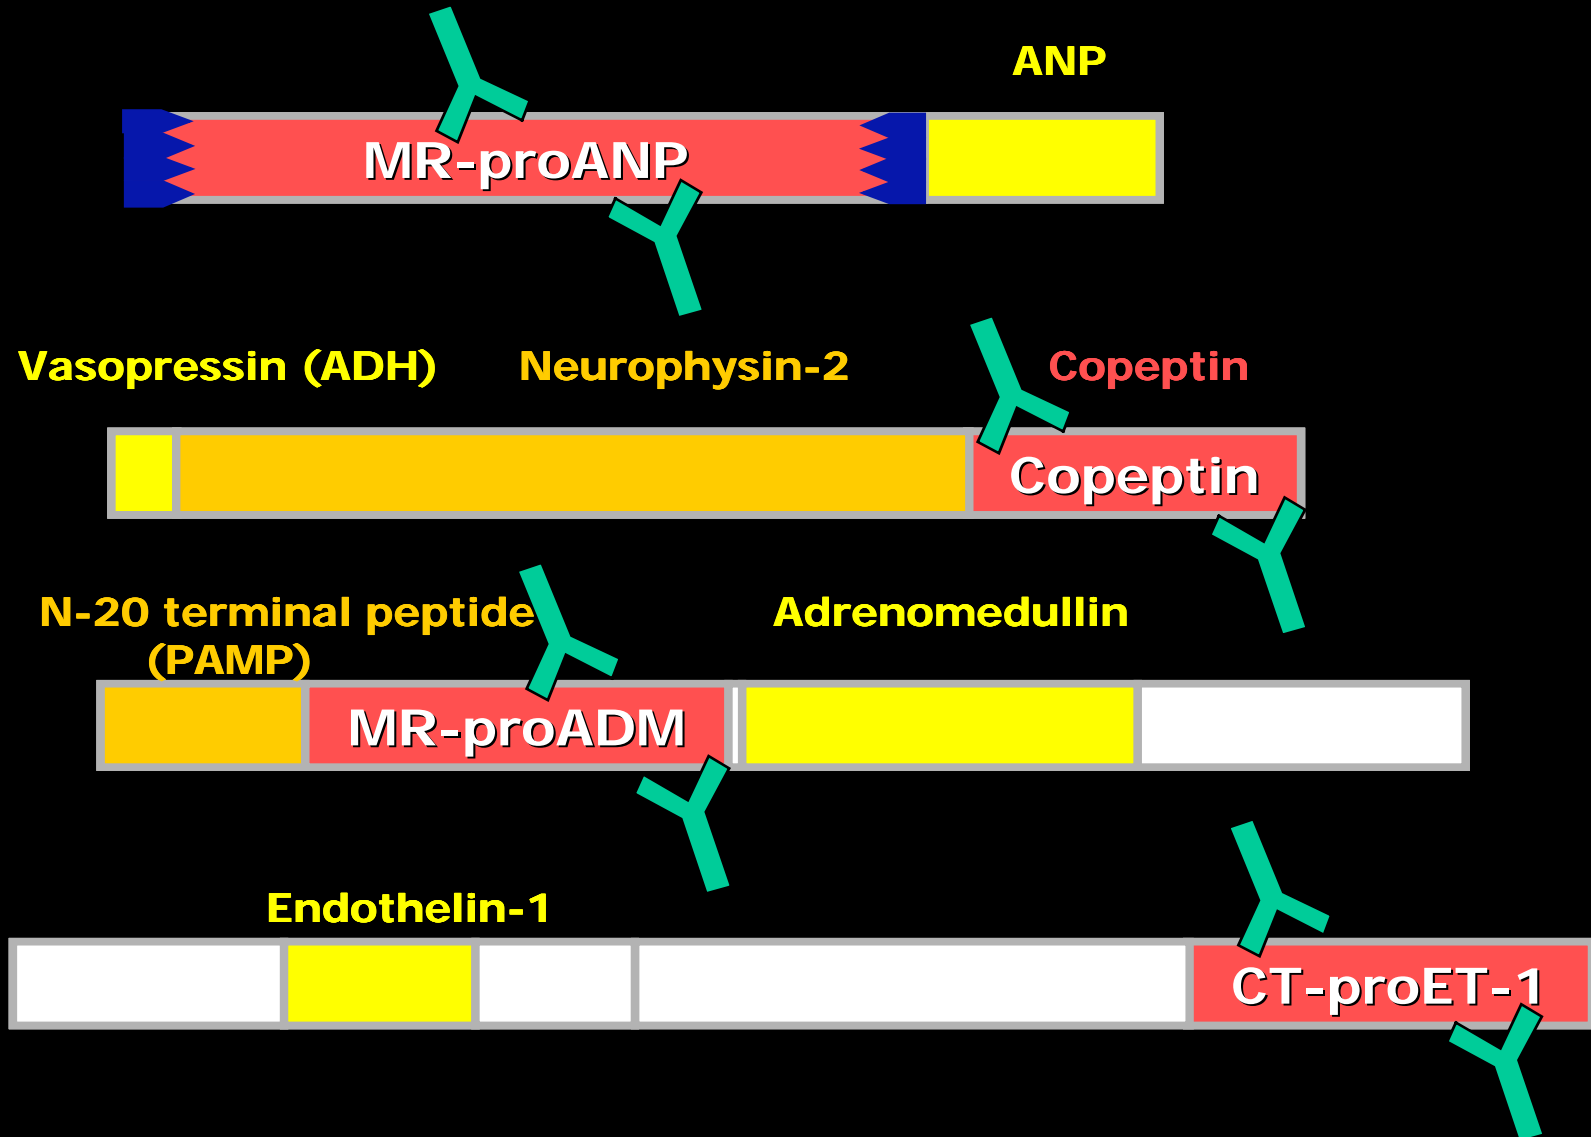 ANP
MR-proANP
Vasopressin (ADH) Neurophysin-2 Copeptin
Copeptin
N-20 terminal peptide
(PAMP)
Adrenomedullin
MR-proADM
Endothelin-1
CT-proET-1